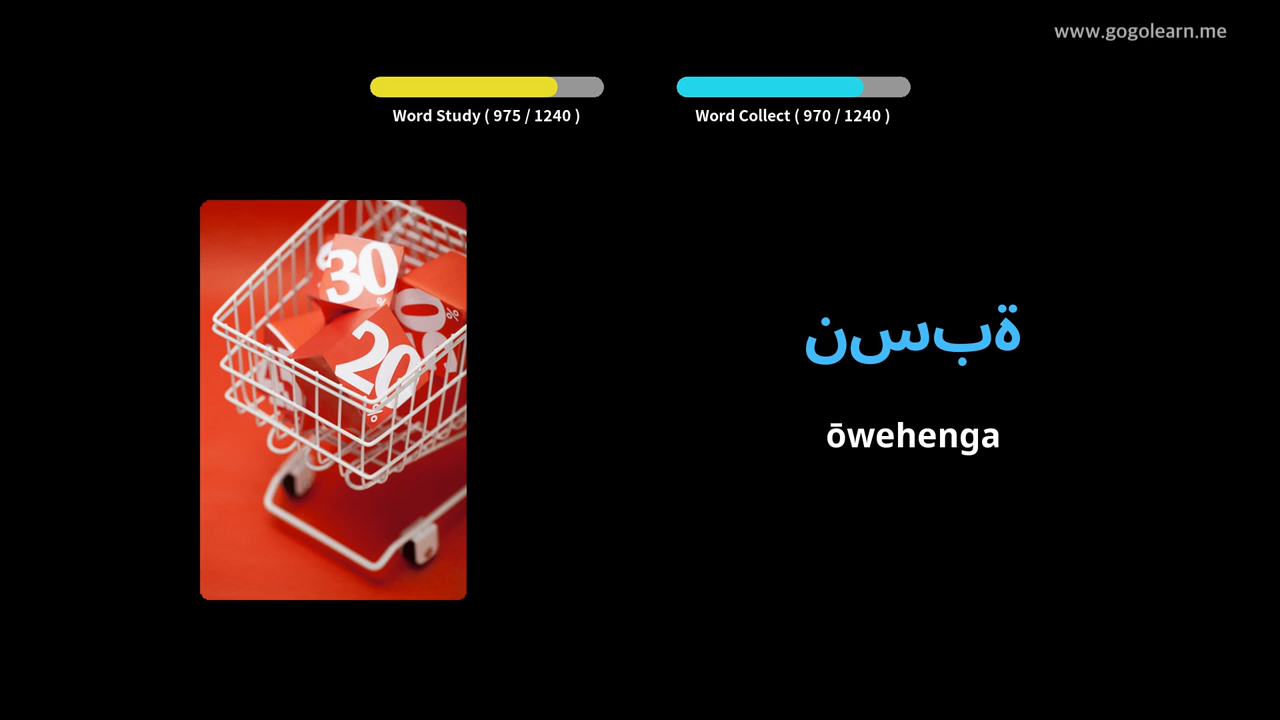 www.gogolearn.me
Word Study ( 975 / 1240 )
Word Collect ( 970 / 1240 )
30%
20%
نسبة
ōwehenga